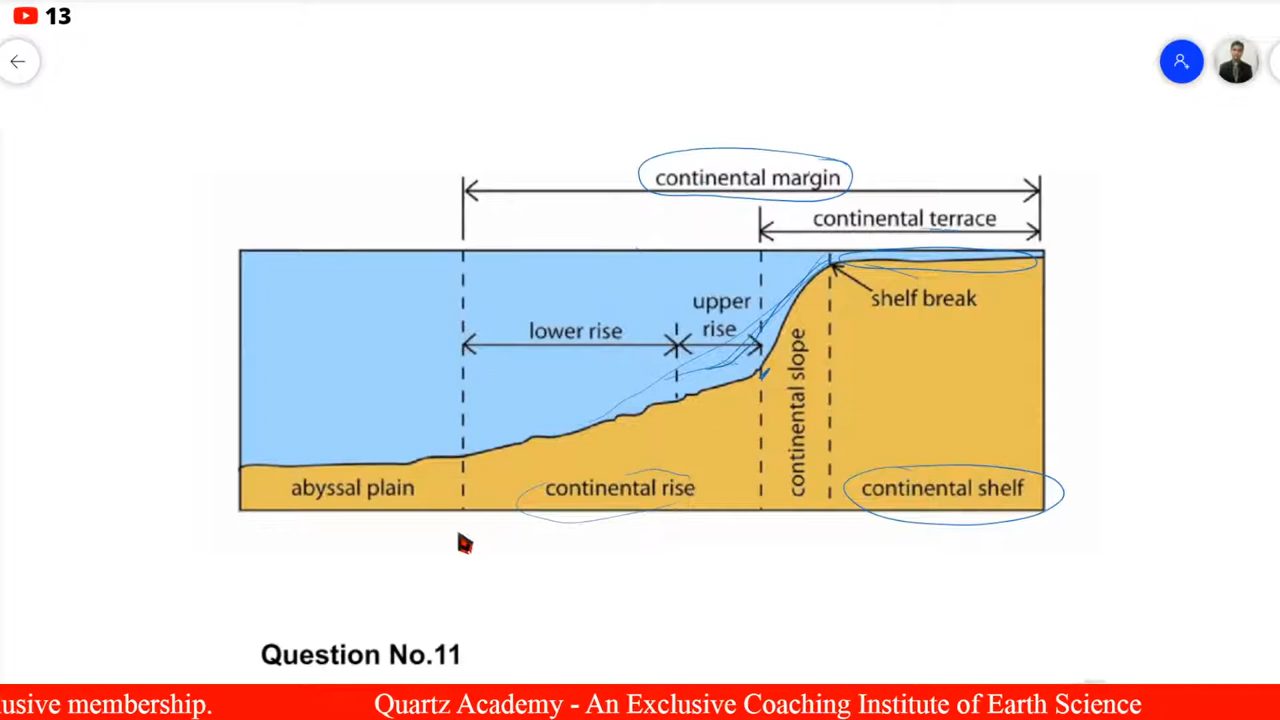 13
continental margin
continental terrace
upper
rise
shelf break
lower rise
continental slope
abyssal plain
continental rise
continental shelf
Question No.11
lusive membership. Quartz Academy - An Exclusive Coaching Institute of Earth Science